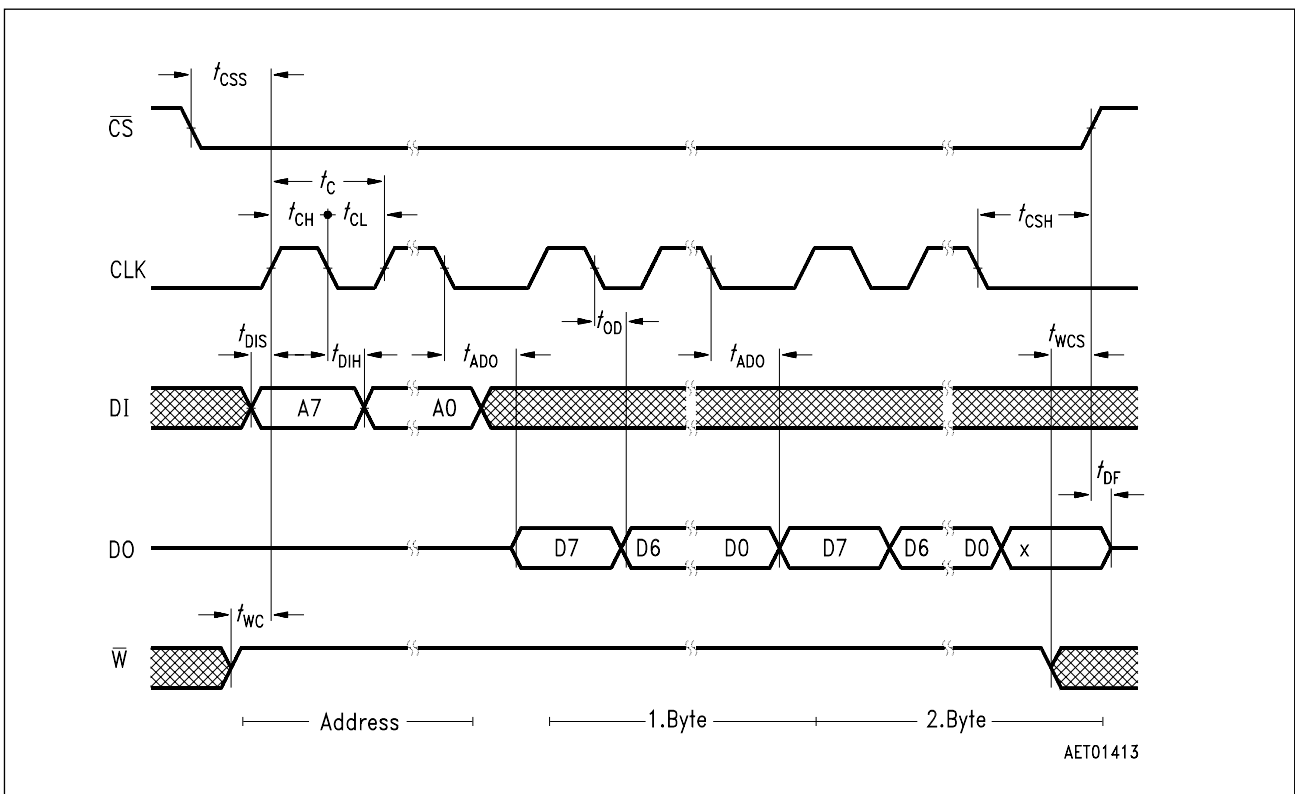 tCSS
CS
tC
tCH tCL
tCSH
CLK
tDIS
tDIH
tADO
tOD
tADO
tWCS
DI
A7 A0
tDF
DO
D7 D6 D0 D7 D6 D0 x
tWC
W
Address 1.Byte 2.Byte
AET01413